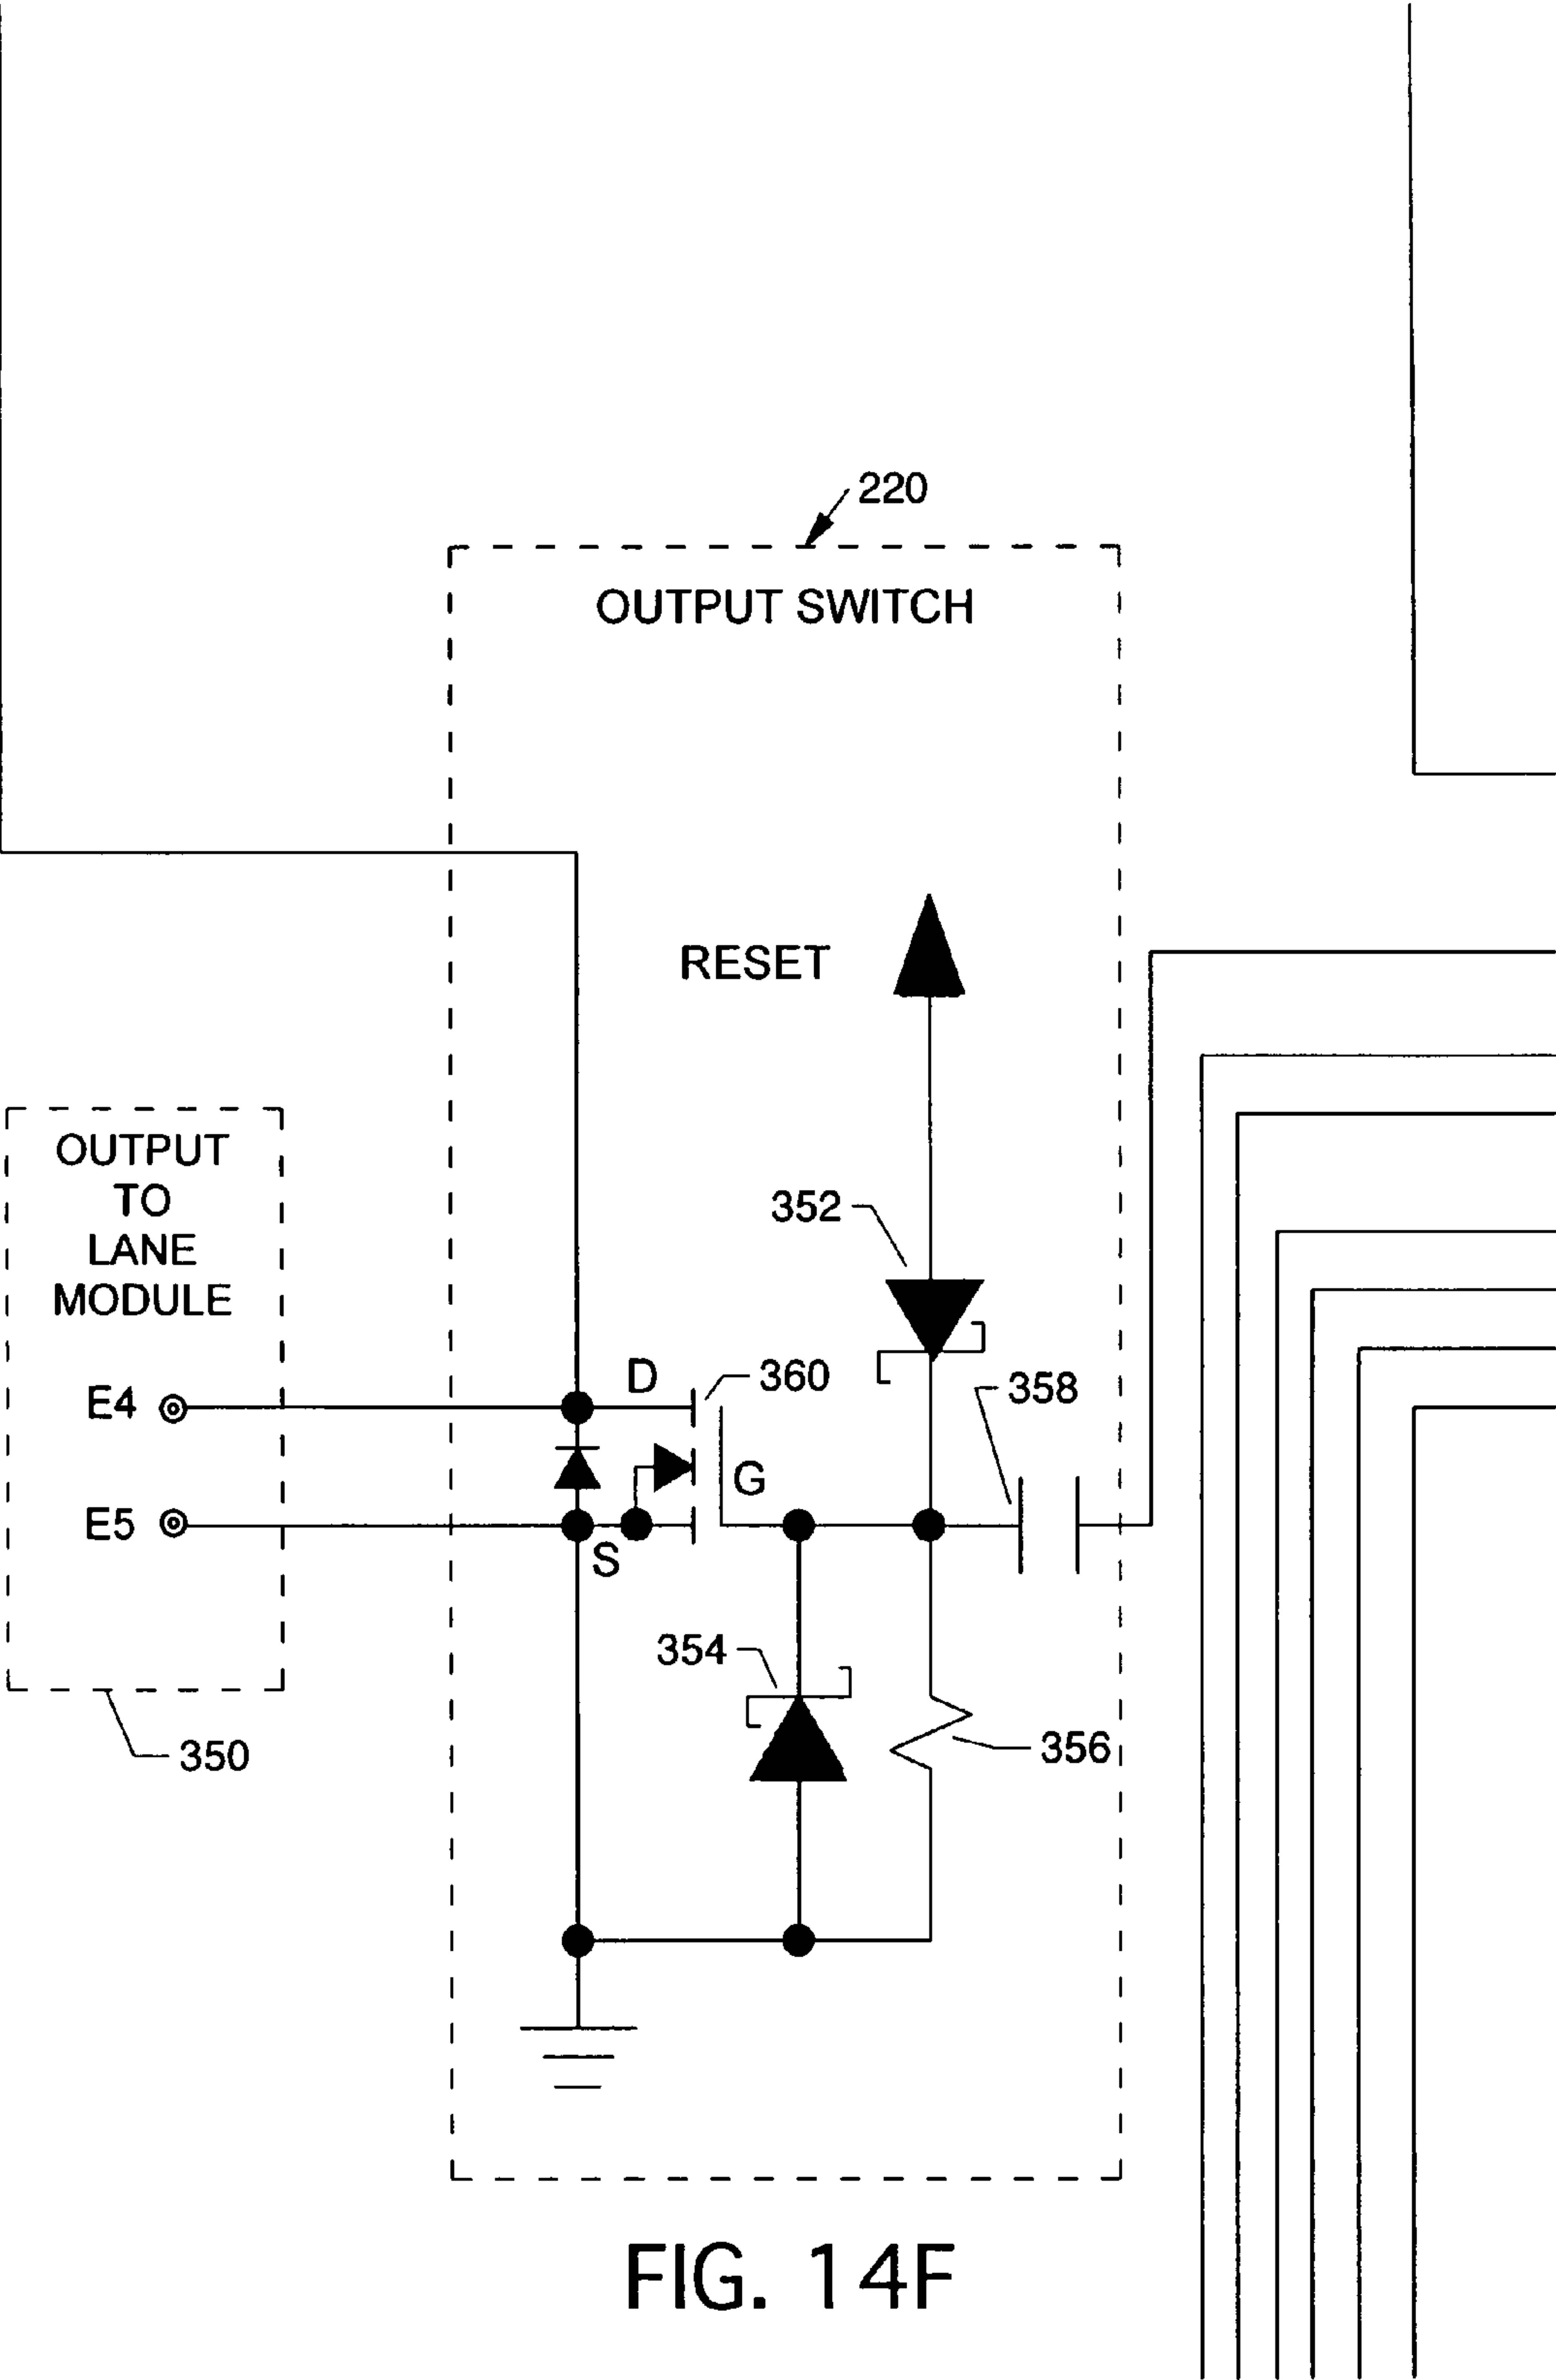 220
OUTPUT SWITCH
RESET
OUTPUT
TO
LANE
MODULE
352
D
360
358
E4
G
E5
S
354
356
350
FIG. 14F